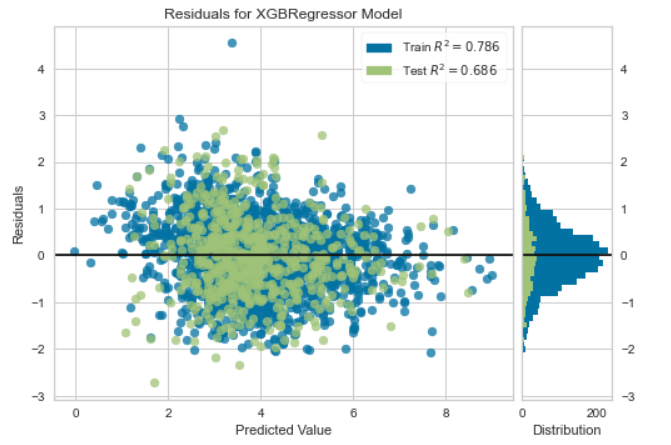 Residuals for XGBRegressor Model
Train R² = 0.786
Test R² = 0.686
Residuals
4
3
2
1
0
−1
−2
−3
4
3
2
1
0
−1
−2
−3
0 2 4 6 8
0 200
Predicted Value
Distribution